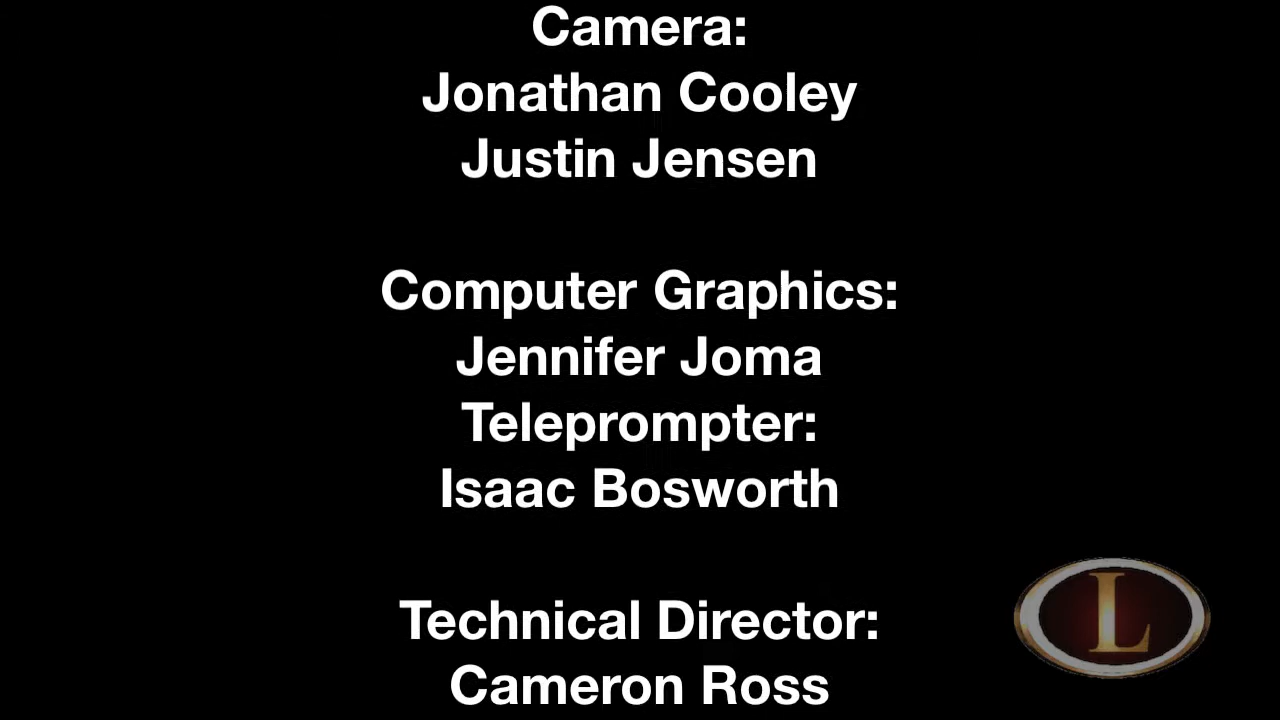 Camera:
Jonathan Cooley
Justin Jensen
Computer Graphics:
Jennifer Joma
Teleprompter:
Isaac Bosworth
Technical Director:
Cameron Ross
L